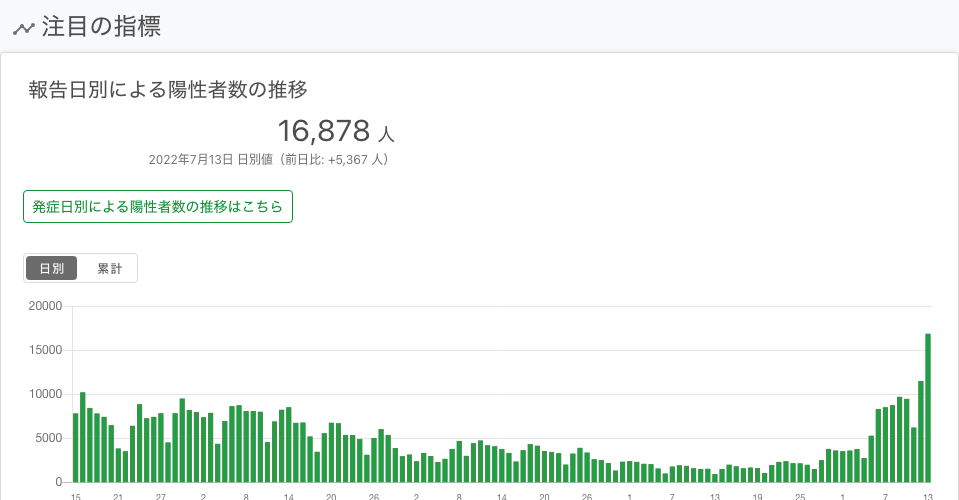 注目の指標
報告日別による陽性者数の推移
16,878 人
2022年7月13日 日別値（前日比: +5,367 人）
発症日別による陽性者数の推移はこちら
日別 累計
20000
15000
10000
5000
0
15 21 27 2 8 14 20 26 2 8 14 20 26 1 7 13 19 25 1 7 13